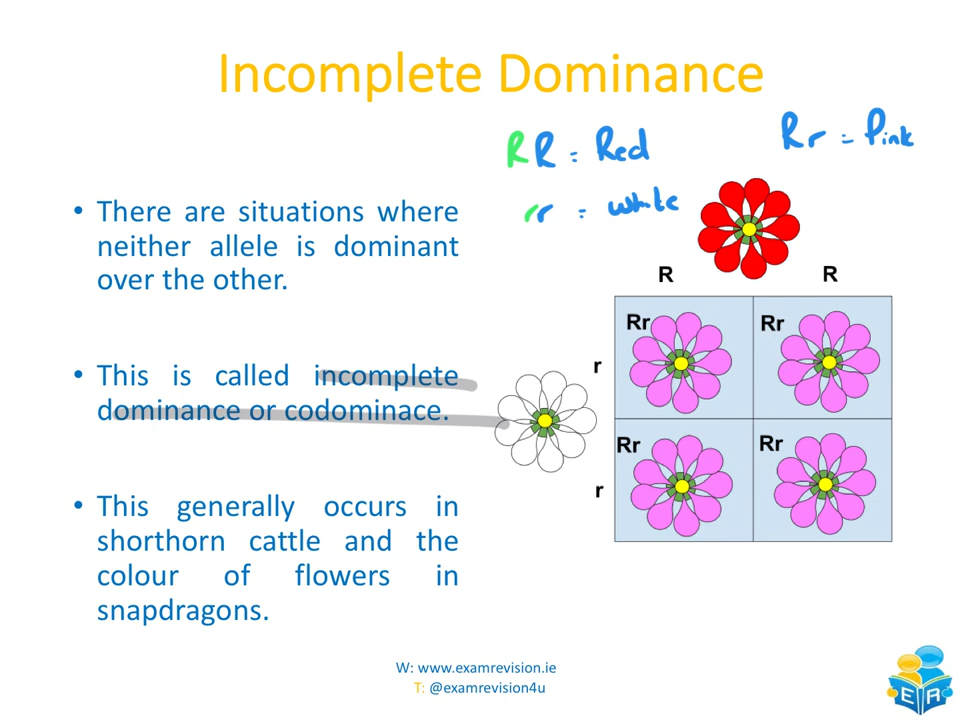 Incomplete Dominance
RR = Red
Rr = Pink
rr = white
• There are situations where
neither allele is dominant
over the other.
• This is called incomplete
dominance or codominace.
• This generally occurs in
shorthorn cattle and the
colour of flowers in
snapdragons.
R R
r
Rr Rr
r
Rr Rr
W: www.examrevision.ie
T: @examrevision4u
E R